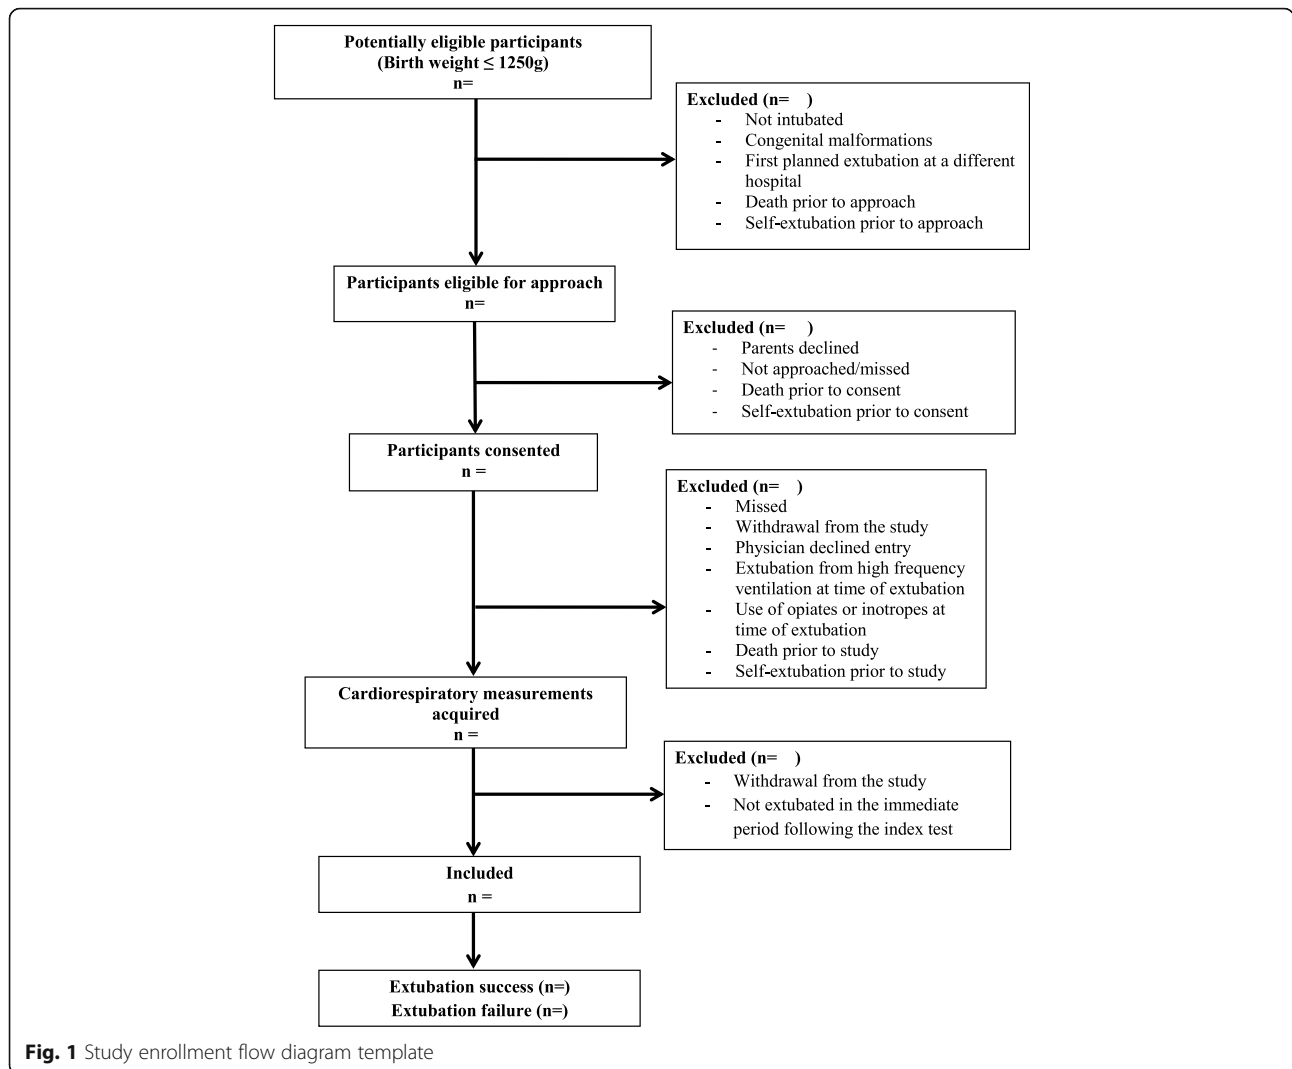 Potentially eligible participants
(Birth weight ≤ 1250g)
n=
Excluded (n=    )
- Not intubated
- Congenital malformations
- First planned extubation at a different
hospital
- Death prior to approach
- Self-extubation prior to approach
Participants eligible for approach
n=
Excluded (n=    )
- Parents declined
- Not approached/missed
- Death prior to consent
- Self-extubation prior to consent
Participants consented
n =
Excluded (n=    )
- Missed
- Withdrawal from the study
- Physician declined entry
- Extubation from high frequency
ventilation at time of extubation
- Use of opiates or inotropes at
time of extubation
- Death prior to study
- Self-extubation prior to study
Cardiorespiratory measurements
acquired
n =
Excluded (n=    )
- Withdrawal from the study
- Not extubated in the immediate
period following the index test
Included
n =
Extubation success (n=)
Extubation failure (n=)
Fig. 1 Study enrollment flow diagram template